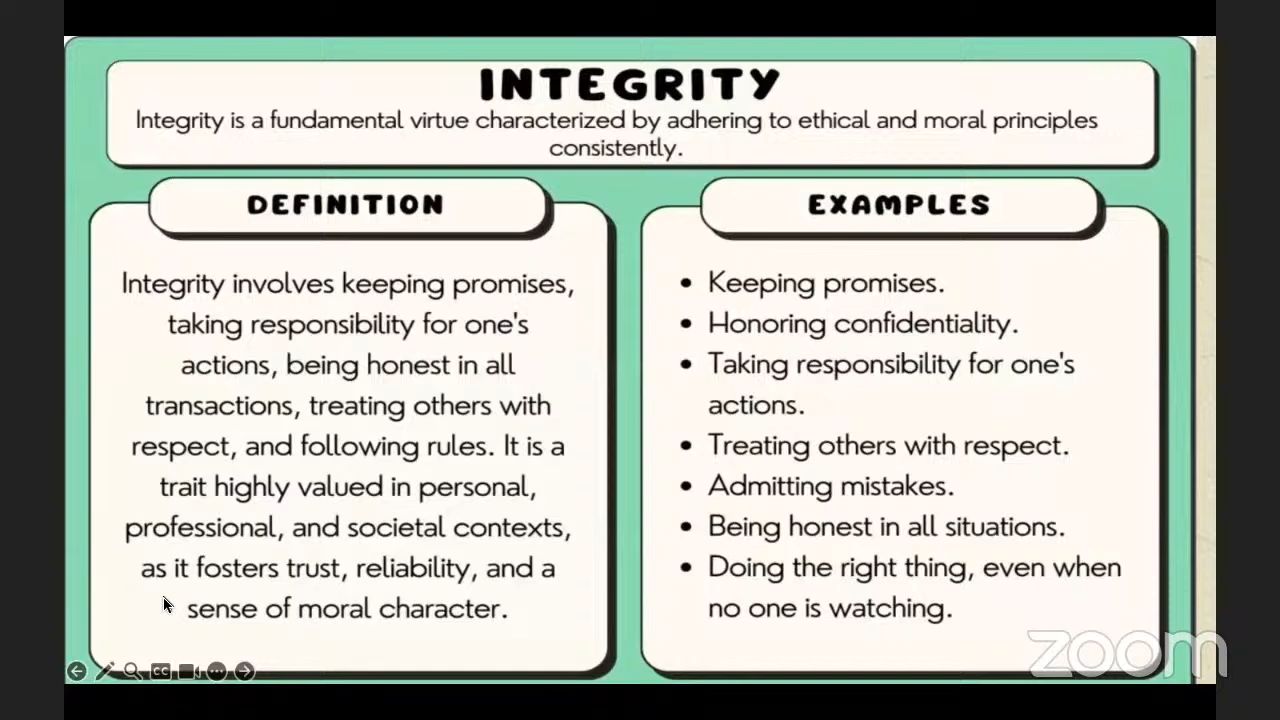 INTEGRITY
Integrity is a fundamental virtue characterized by adhering to ethical and moral principles
consistently.
DEFINITION
Integrity involves keeping promises,
taking responsibility for one's
actions, being honest in all
transactions, treating others with
respect, and following rules. It is a
trait highly valued in personal,
professional, and societal contexts,
as it fosters trust, reliability, and a
sense of moral character.
EXAMPLES
• Keeping promises.
• Honoring confidentiality.
• Taking responsibility for one's
actions.
• Treating others with respect.
• Admitting mistakes.
• Being honest in all situations.
• Doing the right thing, even when
no one is watching.
CC
zoom